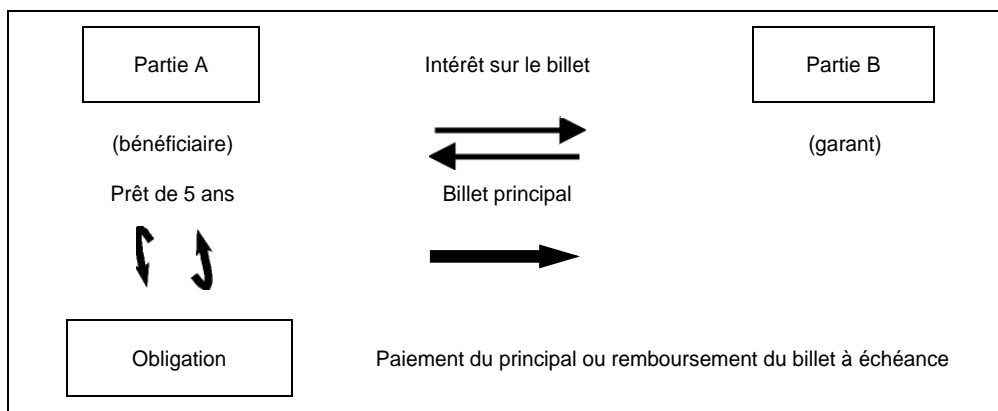 Partie A
Intérêt sur le billet
Partie B
(bénéficiaire)
(garant)
Prêt de 5 ans
Billet principal
Obligation
Paiement du principal ou remboursement du billet à échéance